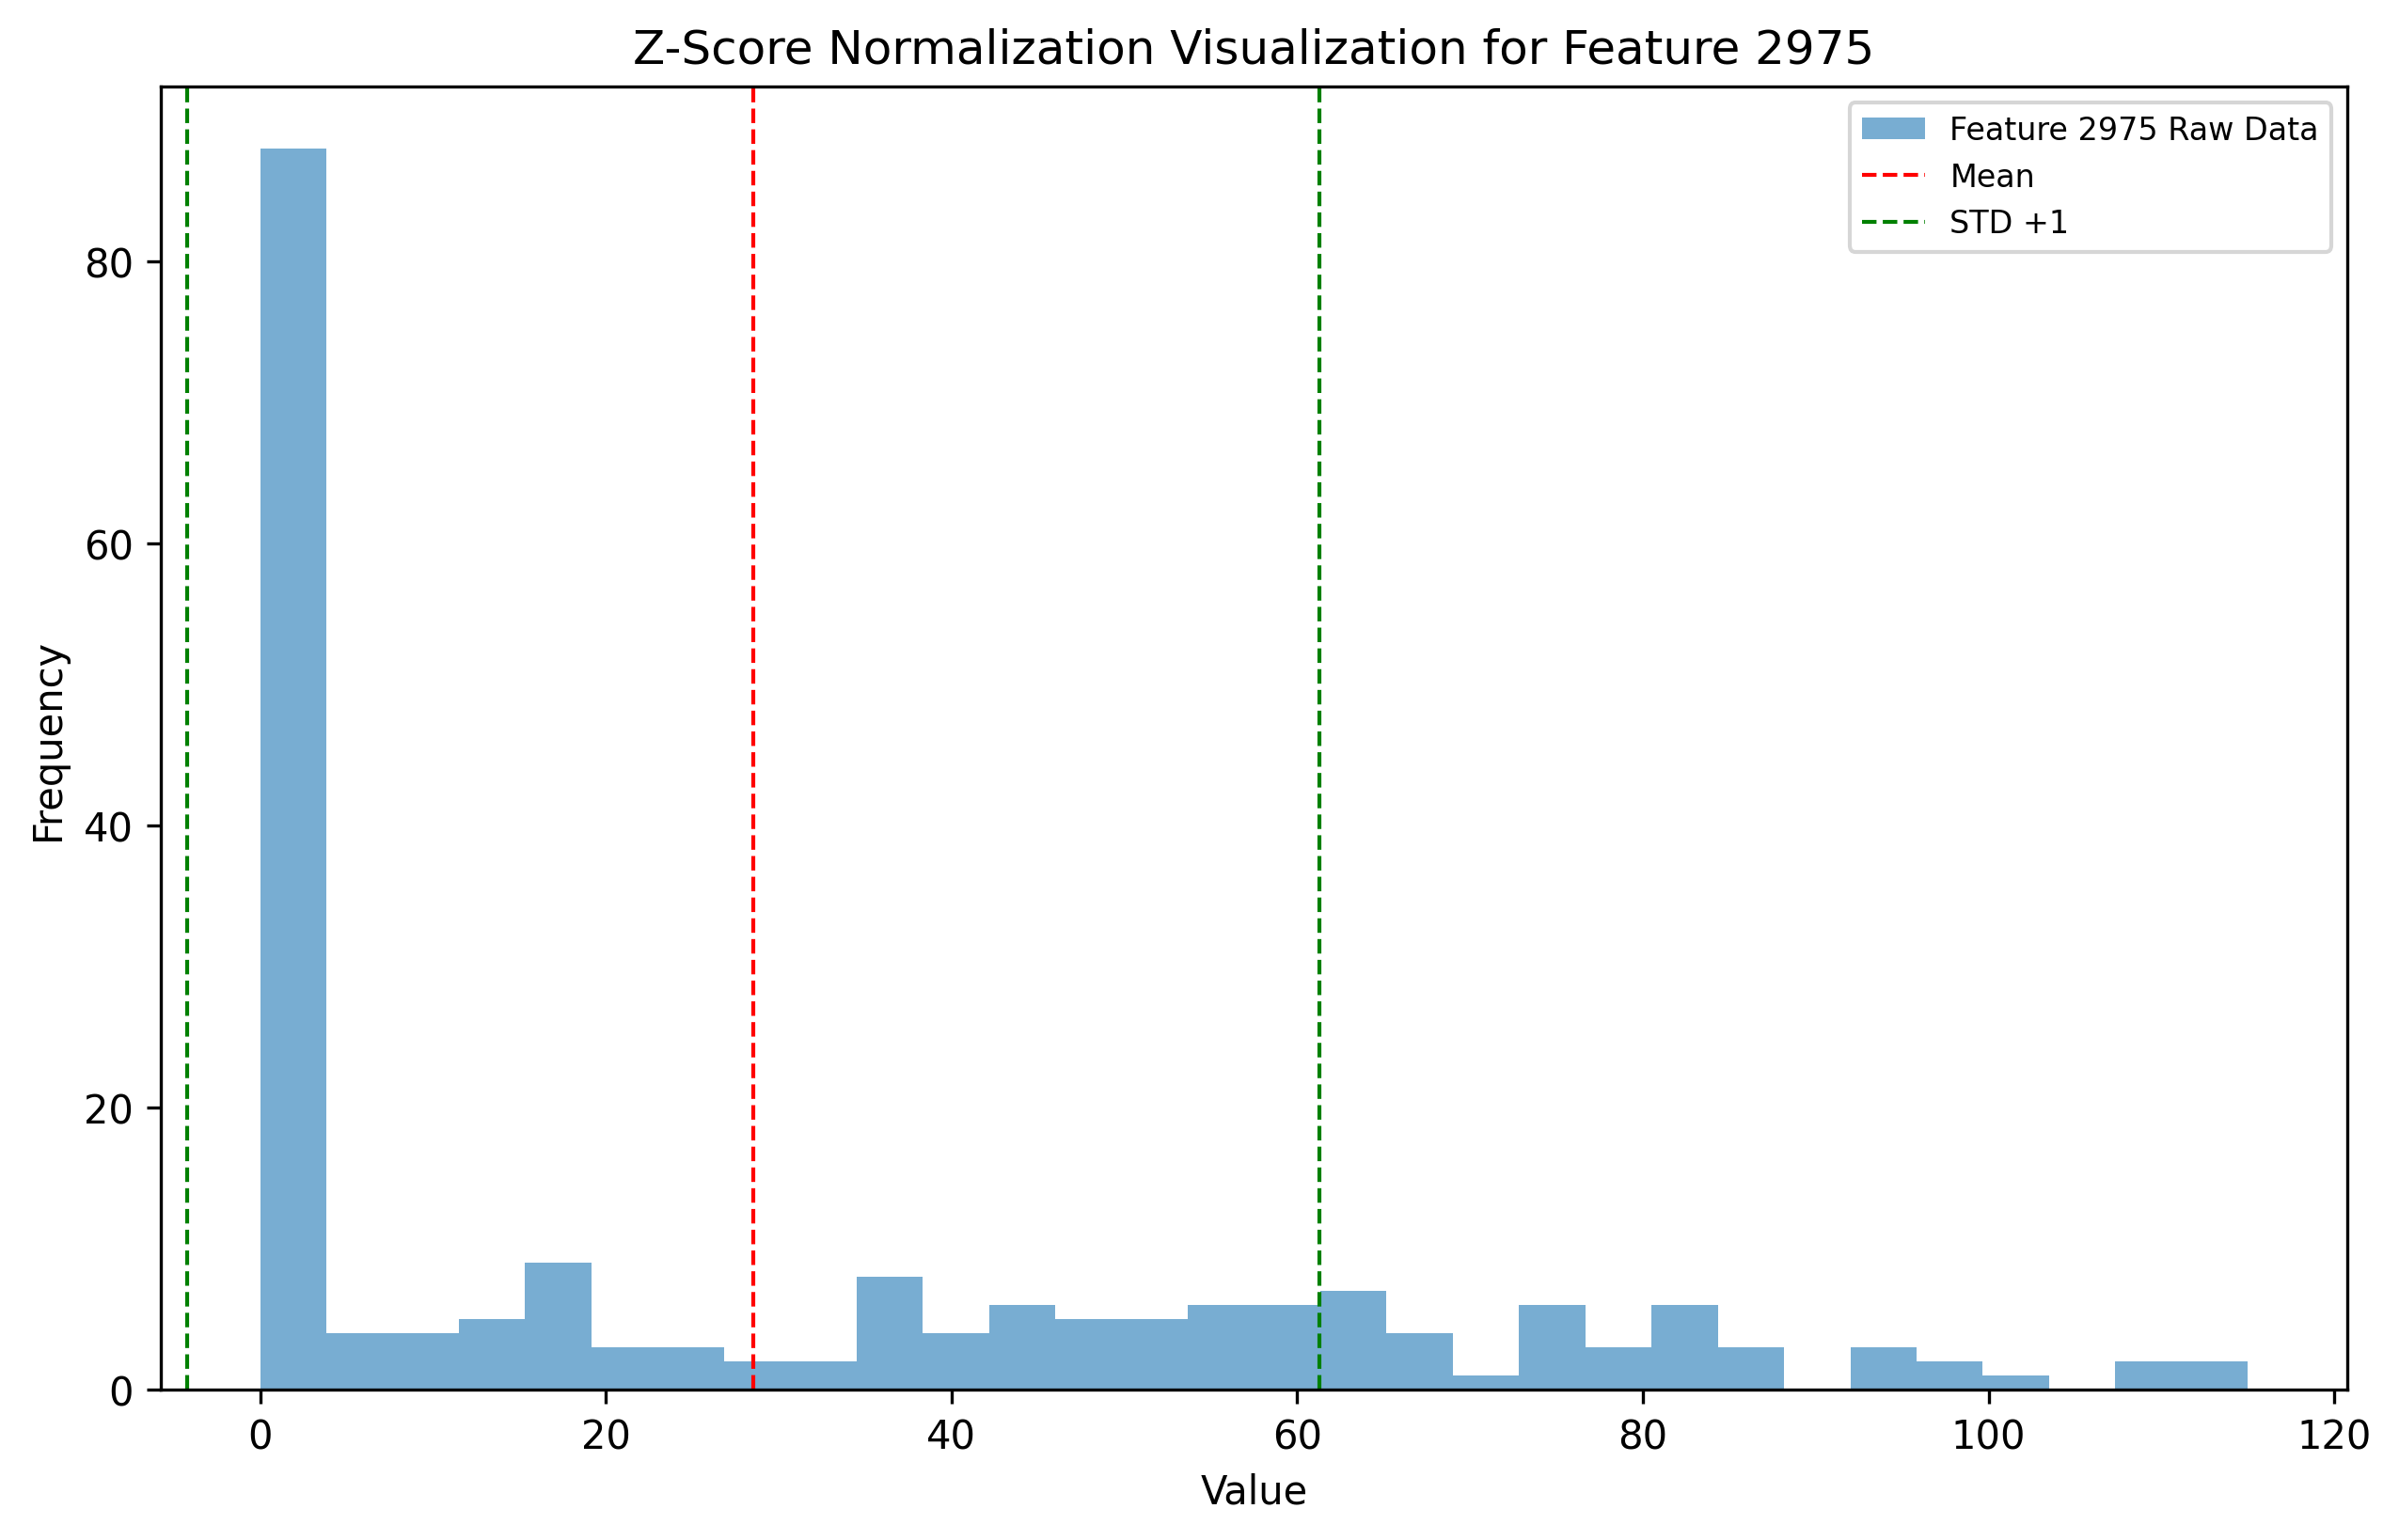 Z-Score Normalization Visualization for Feature 2975
Feature 2975 Raw Data
Mean
STD +1
Frequency
80
60
40
20
0
0 20 40 60 80 100 120
Value